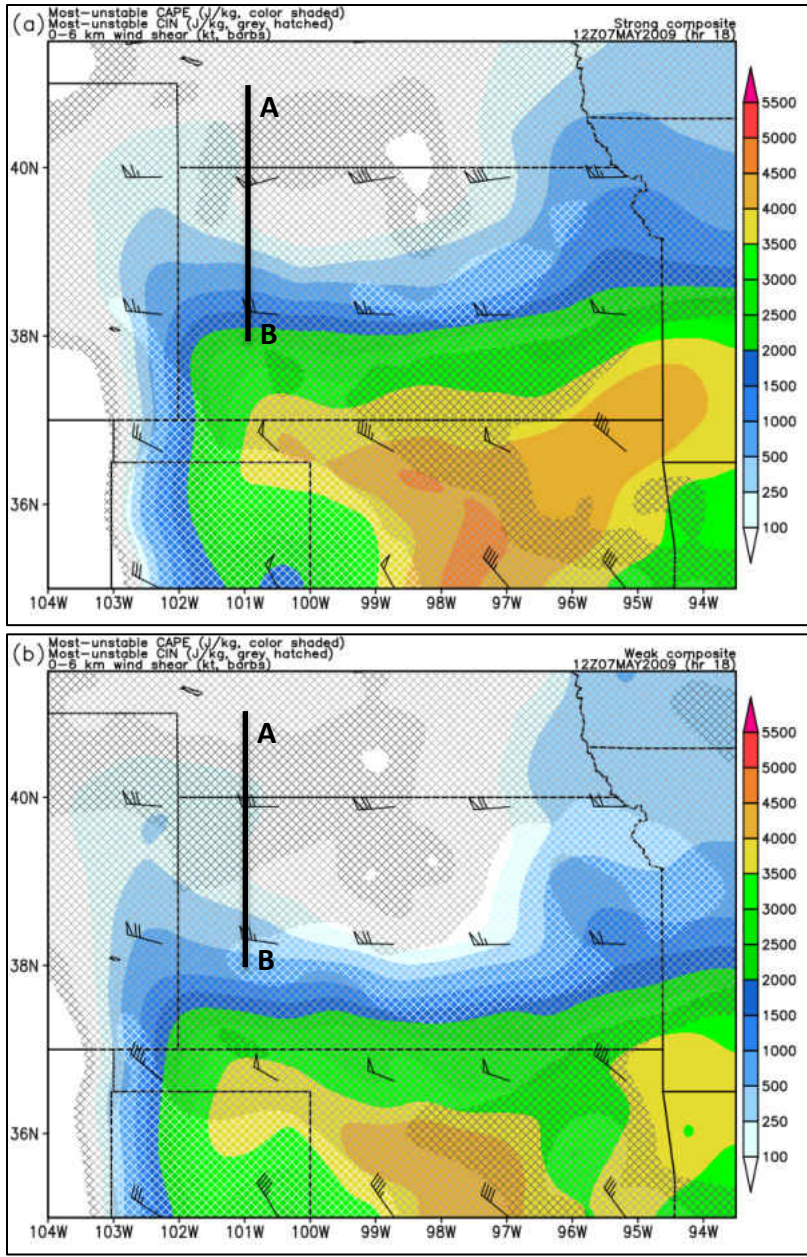 (a) Most-unstable CAPE (J/kg, color shaded)
Most-unstable CIN (J/kg, grey hatched)
0-6 km wind shear (kt, barbs)
Strong composite
12Z07MAY2009 (hr 18)
A
B
40N
38N
36N
104W 103W 102W 101W 100W 99W 98W 97W 96W 95W 94W
5500
5000
4500
4000
3500
3000
2500
2000
1500
1000
500
250
100
(b) Most-unstable CAPE (J/kg, color shaded)
Most-unstable CIN (J/kg, grey hatched)
0-6 km wind shear (kt, barbs)
Weak composite
12Z07MAY2009 (hr 18)
A
B
40N
38N
36N
104W 103W 102W 101W 100W 99W 98W 97W 96W 95W 94W
5500
5000
4500
4000
3500
3000
2500
2000
1500
1000
500
250
100